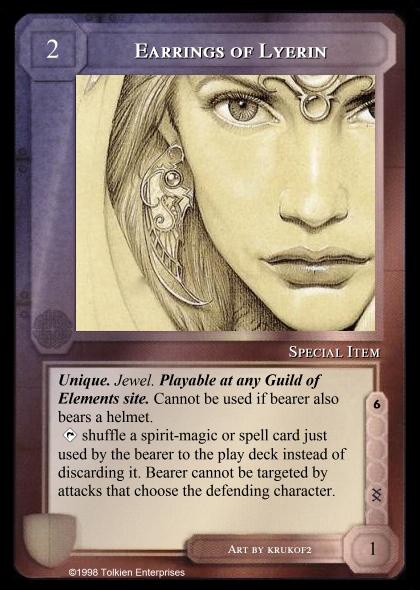 2
EARRINGS OF LYERIN
SPECIAL ITEM
Unique. Jewel. Playable at any Guild of
Elements site. Cannot be used if bearer also
bears a helmet.
shuffle a spirit-magic or spell card just
used by the bearer to the play deck instead of
discarding it. Bearer cannot be targeted by
attacks that choose the defending character.
6
ART BY KRUKOF2
1
©1998 Tolkien Enterprises